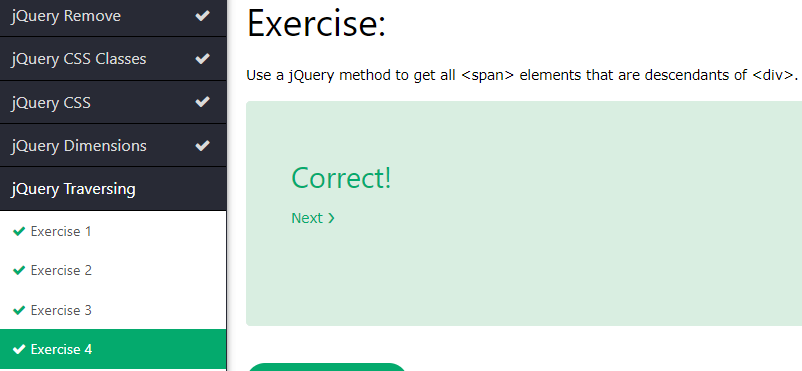 jQuery Remove
jQuery CSS Classes
jQuery CSS
jQuery Dimensions
jQuery Traversing
Exercise 1
Exercise 2
Exercise 3
Exercise 4
Exercise:
Use a jQuery method to get all <span> elements that are descendants of <div>.
Correct!
Next ❯